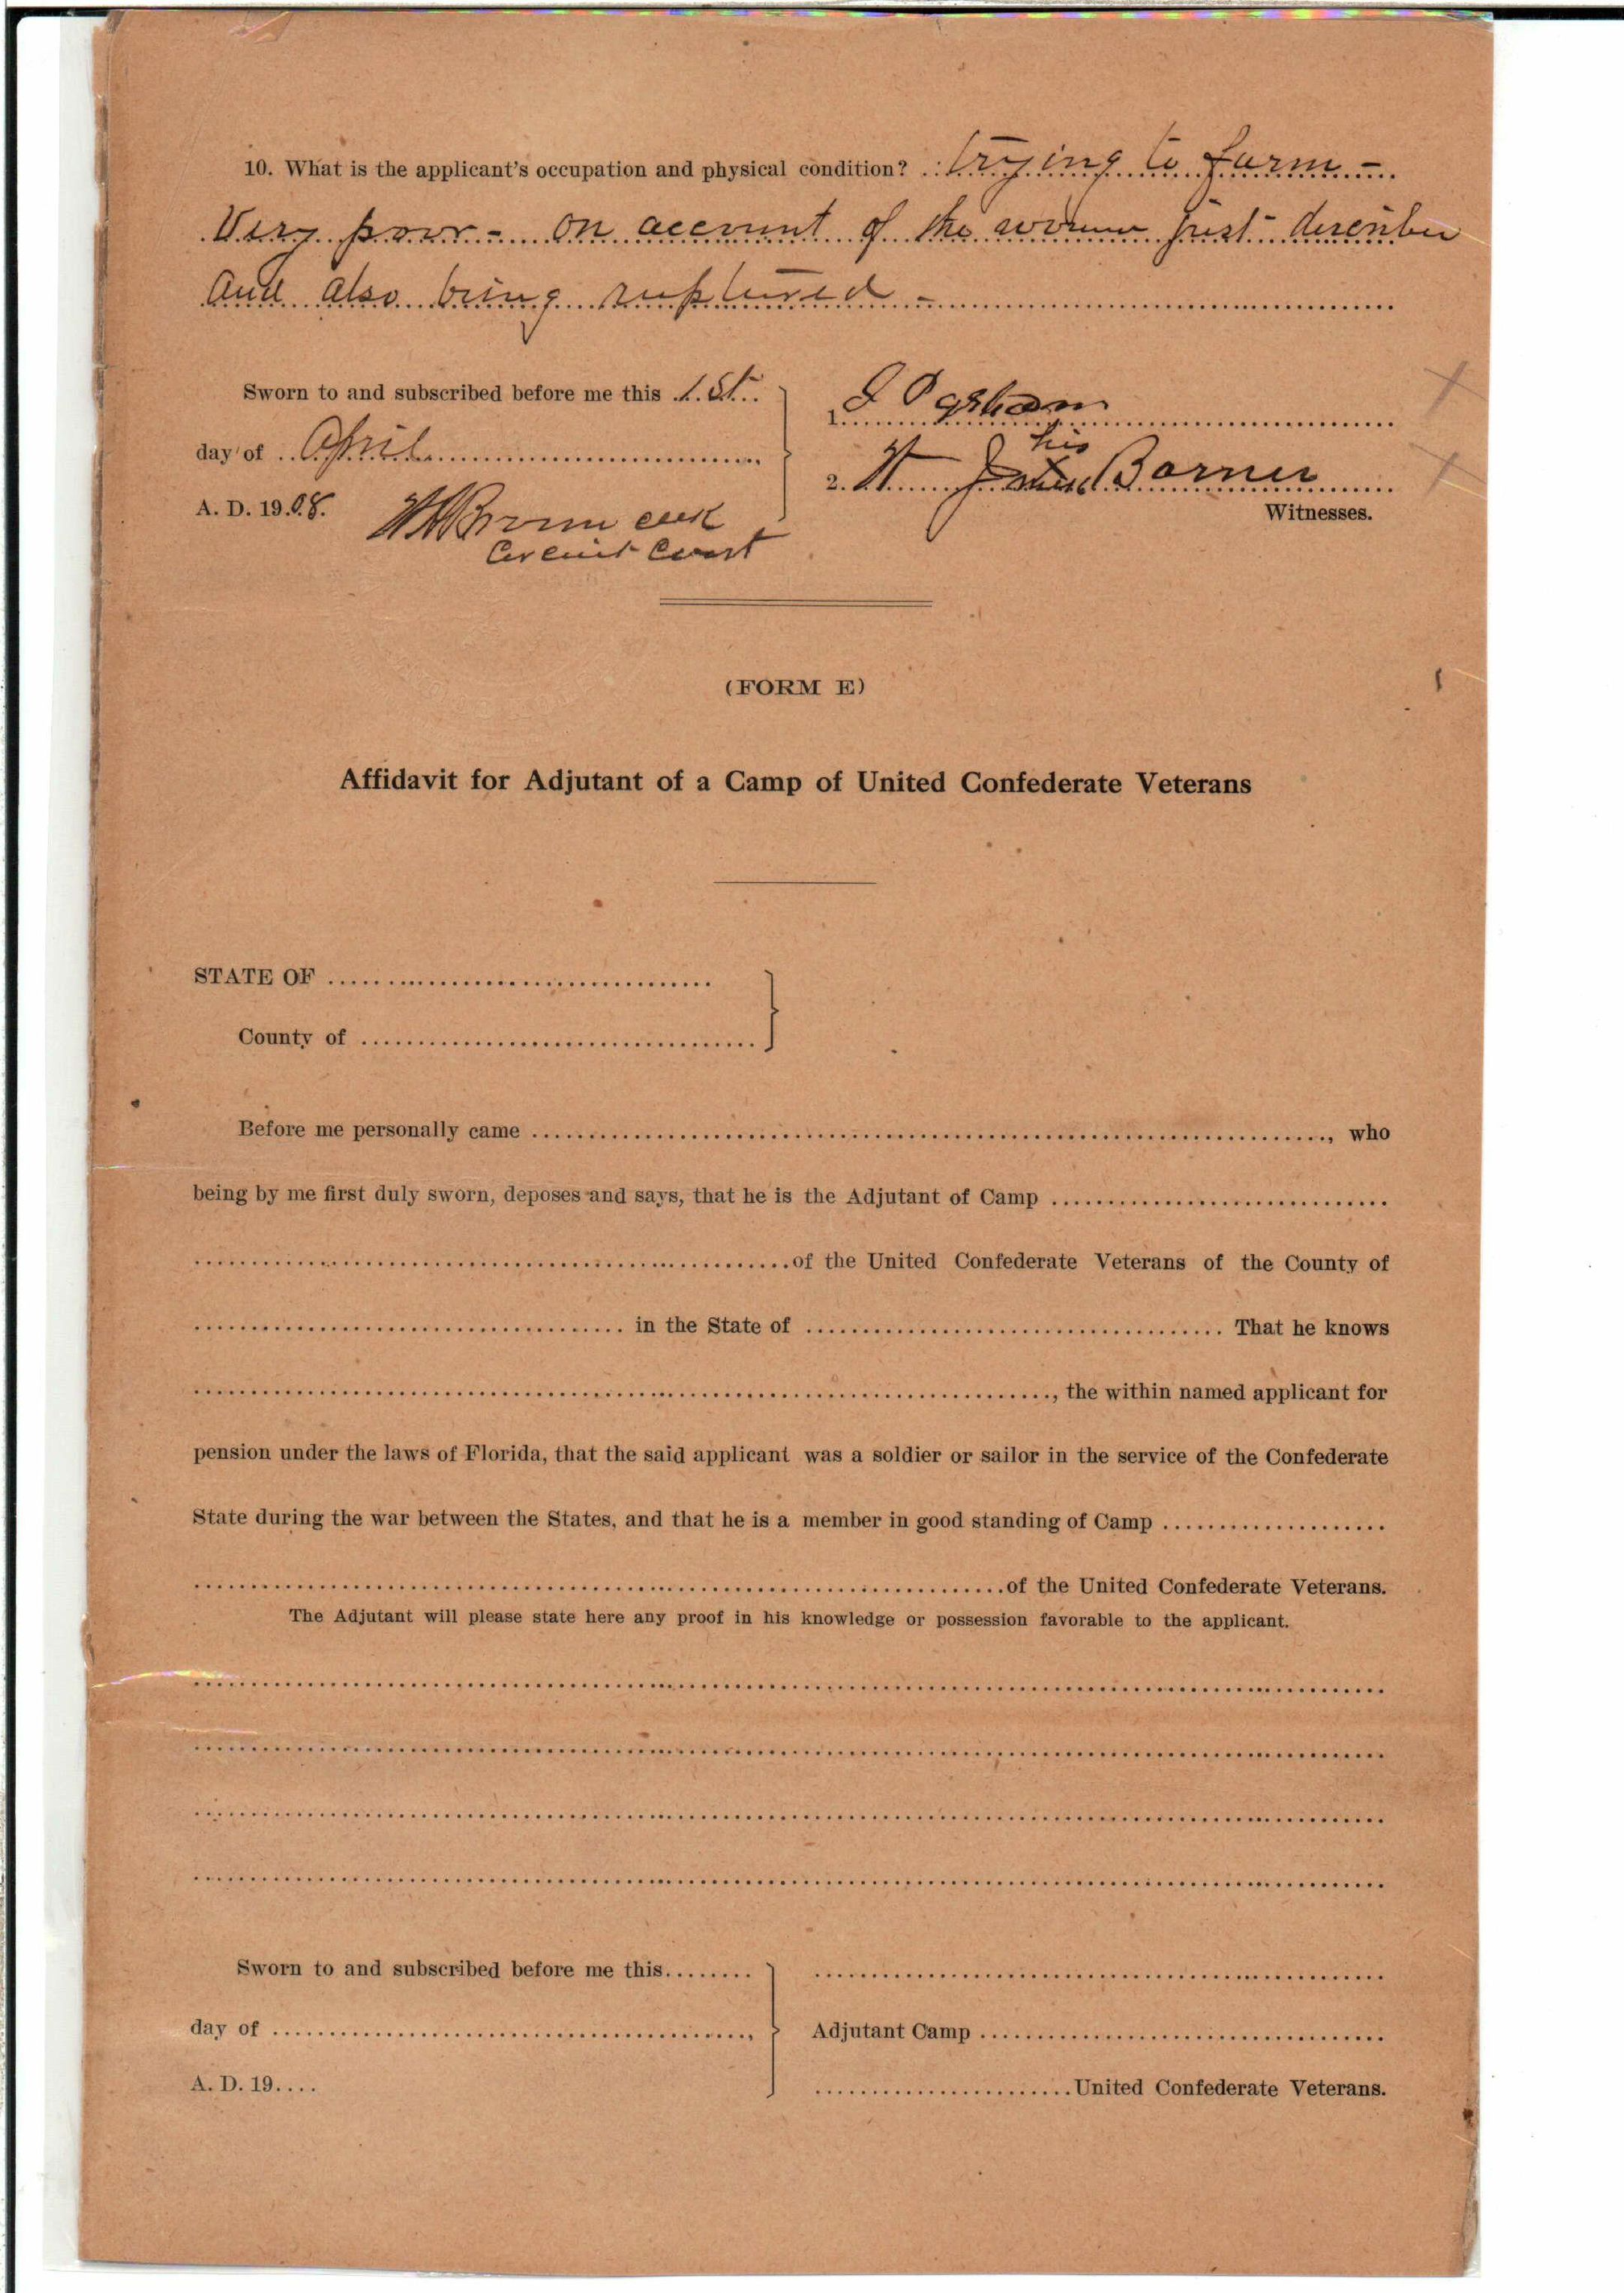 10. What is the applicant's occupation and physical condition? trying to farm -
Very poor - on account of the just
and also being ruptured -
Sworn to and subscribed before me this 1st
day of April
A. D. 1908.
Circuit Court
1.
his
2.
Witnesses.
(FORM E)
Affidavit for Adjutant of a Camp of United Confederate Veterans
STATE OF
County of
Before me personally came , who
being by me first duly sworn, deposes and says, that he is the Adjutant of Camp
of the United Confederate Veterans of the County of
in the State of . That he knows
, the within named applicant for
pension under the laws of Florida, that the said applicant was a soldier or sailor in the service of the Confederate
State during the war between the States, and that he is a member in good standing of Camp
of the United Confederate Veterans.
The Adjutant will please state here any proof in his knowledge or possession favorable to the applicant.
Sworn to and subscribed before me this
day of ,
Adjutant Camp
A. D. 19....
United Confederate Veterans.